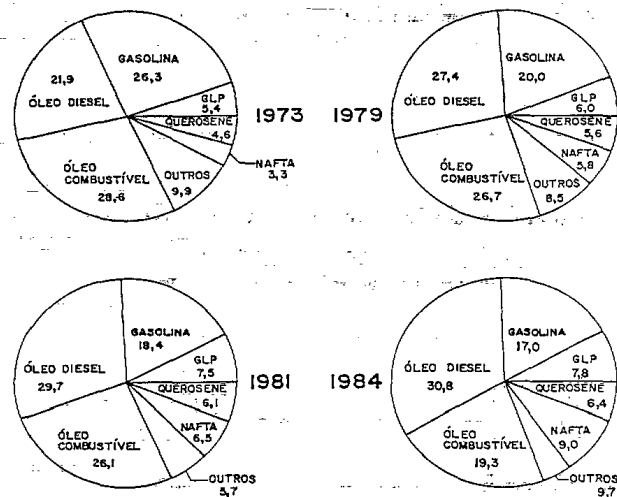 GASOLINA
26,3
21,9
ÓLEO DIESEL
GLP
5,4
QUEROSENE
4,6
NAFTA
3,3
ÓLEO
COMBUSTÍVEL
28,6
OUTROS
9,9
1973
1979
GASOLINA
20,0
27,4
ÓLEO DIESEL
GLP
6,0
QUEROSENE
5,6
NAFTA
5,8
ÓLEO
COMBUSTÍVEL
26,7
OUTROS
8,5
GASOLINA
18,4
ÓLEO DIESEL
29,7
GLP
7,5
QUEROSENE
6,1
NAFTA
6,5
ÓLEO
COMBUSTÍVEL
26,1
OUTROS
5,7
1981
1984
GASOLINA
17,0
ÓLEO DIESEL
30,8
GLP
7,8
QUEROSENE
6,4
NAFTA
9,0
ÓLEO
COMBUSTÍVEL
19,3
OUTROS
9,7